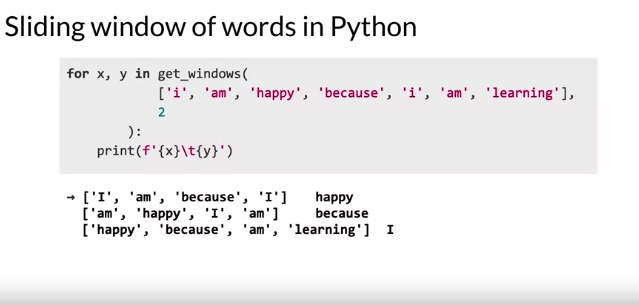 Sliding window of words in Python
for x, y in get_windows(
['i', 'am', 'happy', 'because', 'i', 'am', 'learning'],
2
):
print(f'{x}\t{y}')
→ ['I', 'am', 'because', 'I'] happy
['am', 'happy', 'I', 'am'] because
['happy', 'because', 'am', 'learning'] I